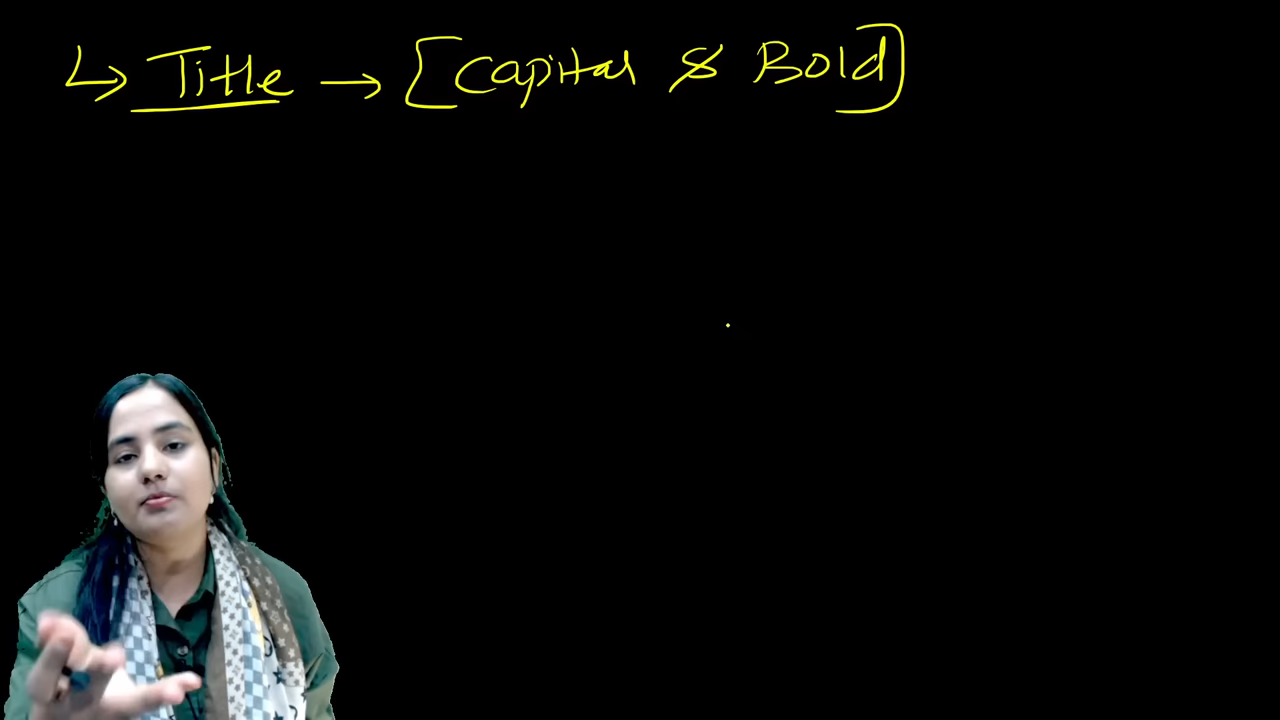 ↳ Title → [Capital & Bold]